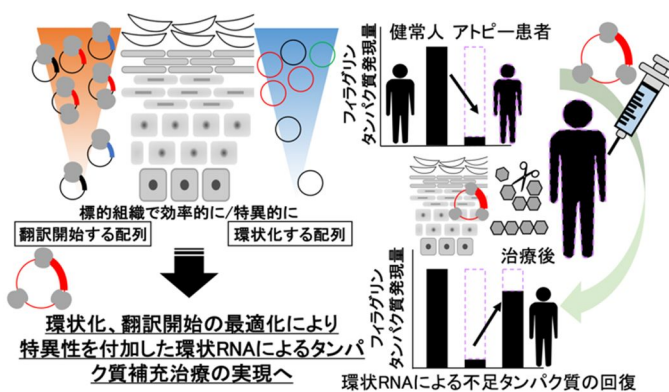 標的組織で効率的に/特異的に
翻訳開始する配列
環状化する配列
環状化、翻訳開始の最適化により
特異性を付加した環状RNAによるタンパ
ク質補充治療の実現へ
健常人
アトピー患者
フィラグリン
タンパク質発現量
治療後
フィラグリン
タンパク質発現量
環状RNAによる不足タンパク質の回復